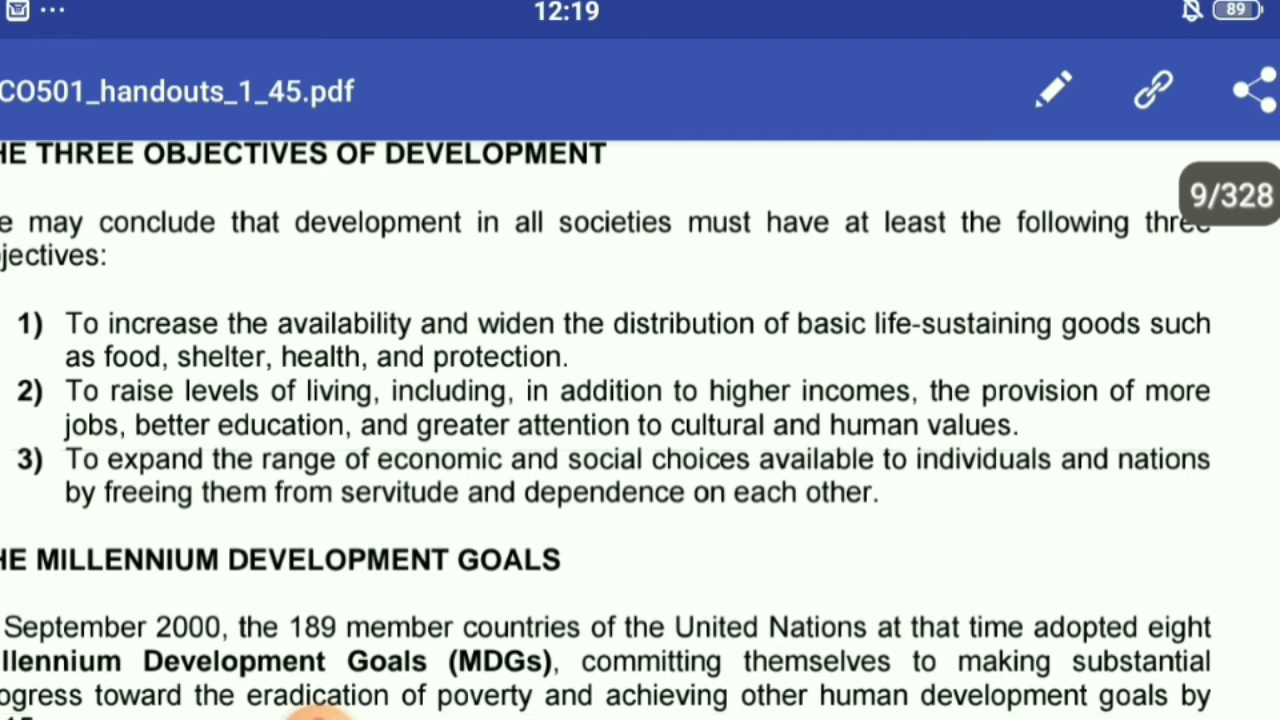 12:19
89
CO501_handouts_1_45.pdf
HE THREE OBJECTIVES OF DEVELOPMENT
9/328
e may conclude that development in all societies must have at least the following three
jectives:
1) To increase the availability and widen the distribution of basic life-sustaining goods such
as food, shelter, health, and protection.
2) To raise levels of living, including, in addition to higher incomes, the provision of more
jobs, better education, and greater attention to cultural and human values.
3) To expand the range of economic and social choices available to individuals and nations
by freeing them from servitude and dependence on each other.
HE MILLENNIUM DEVELOPMENT GOALS
September 2000, the 189 member countries of the United Nations at that time adopted eight
llennium Development Goals (MDGs), committing themselves to making substantial
ogress toward the eradication of poverty and achieving other human development goals by